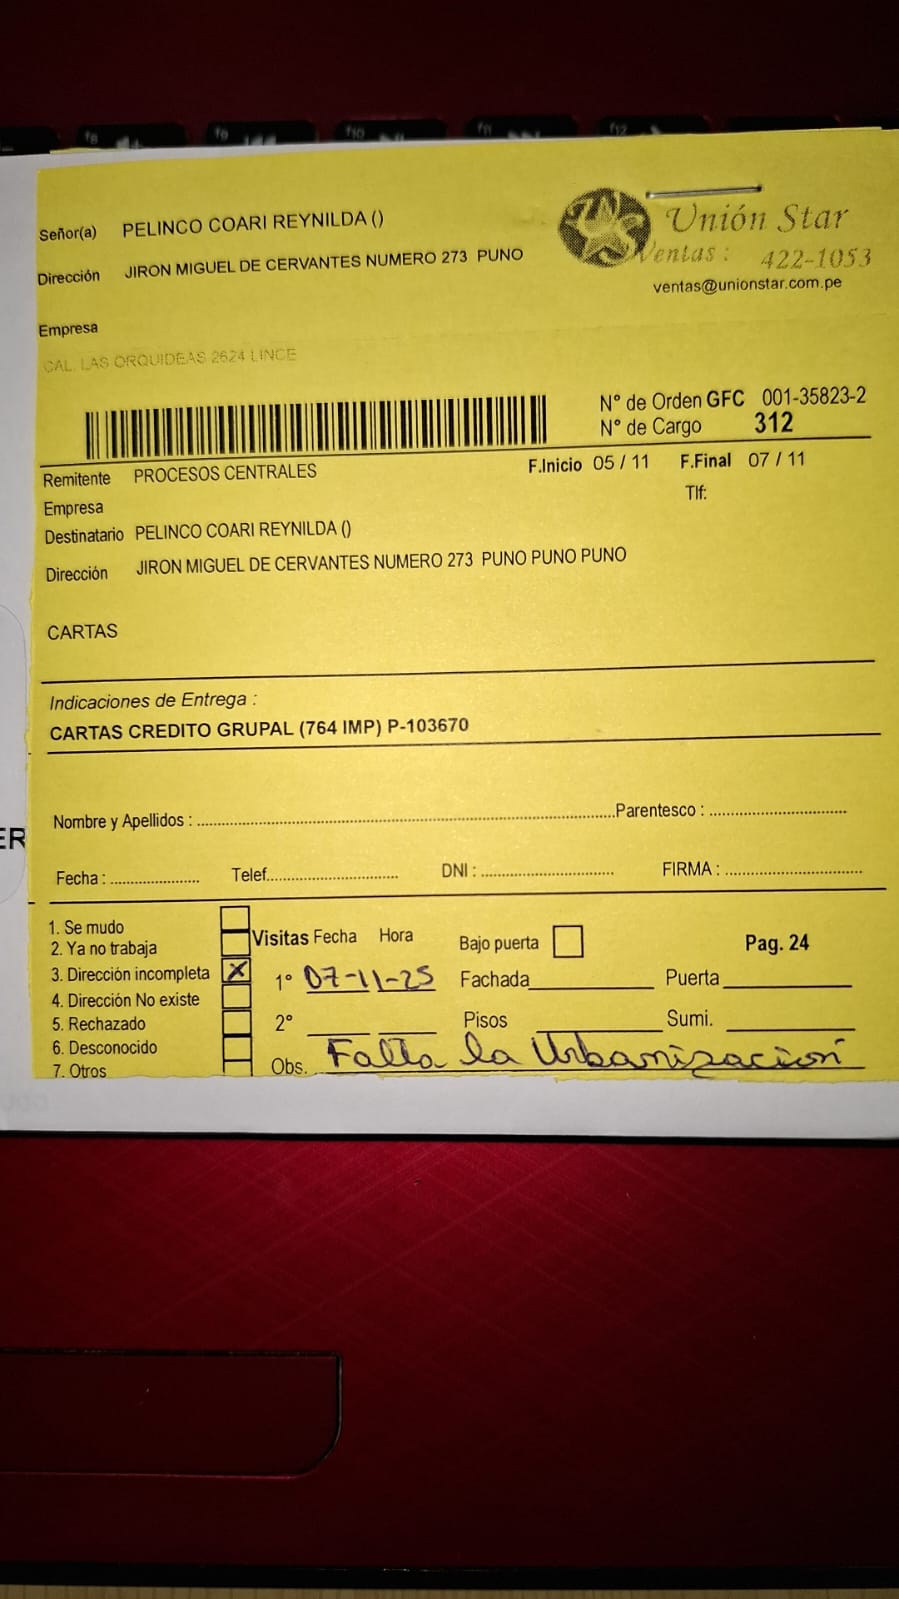 Señor(a) PELINCO COARI REYNILDA ()
Unión Star
Dirección JIRON MIGUEL DE CERVANTES NUMERO 273 PUNO
Ventas : 422-1053
ventas@unionstar.com.pe
Empresa
CAL. LAS ORQUIDEAS 2624 LINCE
N° de Orden GFC 001-35823-2
N° de Cargo 312
Remitente PROCESOS CENTRALES
F.Inicio 05 / 11 F.Final 07 / 11
Empresa
Tlf:
Destinatario PELINCO COARI REYNILDA ()
Dirección JIRON MIGUEL DE CERVANTES NUMERO 273 PUNO PUNO PUNO
CARTAS
Indicaciones de Entrega :
CARTAS CREDITO GRUPAL (764 IMP) P-103670
Nombre y Apellidos : Parentesco :
Fecha : Telef. DNI : FIRMA :
1. Se mudo
2. Ya no trabaja
3. Dirección incompleta X
4. Dirección No existe
5. Rechazado
6. Desconocido
7. Otros
Visitas Fecha Hora Bajo puerta Pag. 24
1° 07-11-25 Fachada Puerta
2° Pisos Sumi.
Obs. Falta la Urbanización
ER
f8 f9 f10 f11 f12